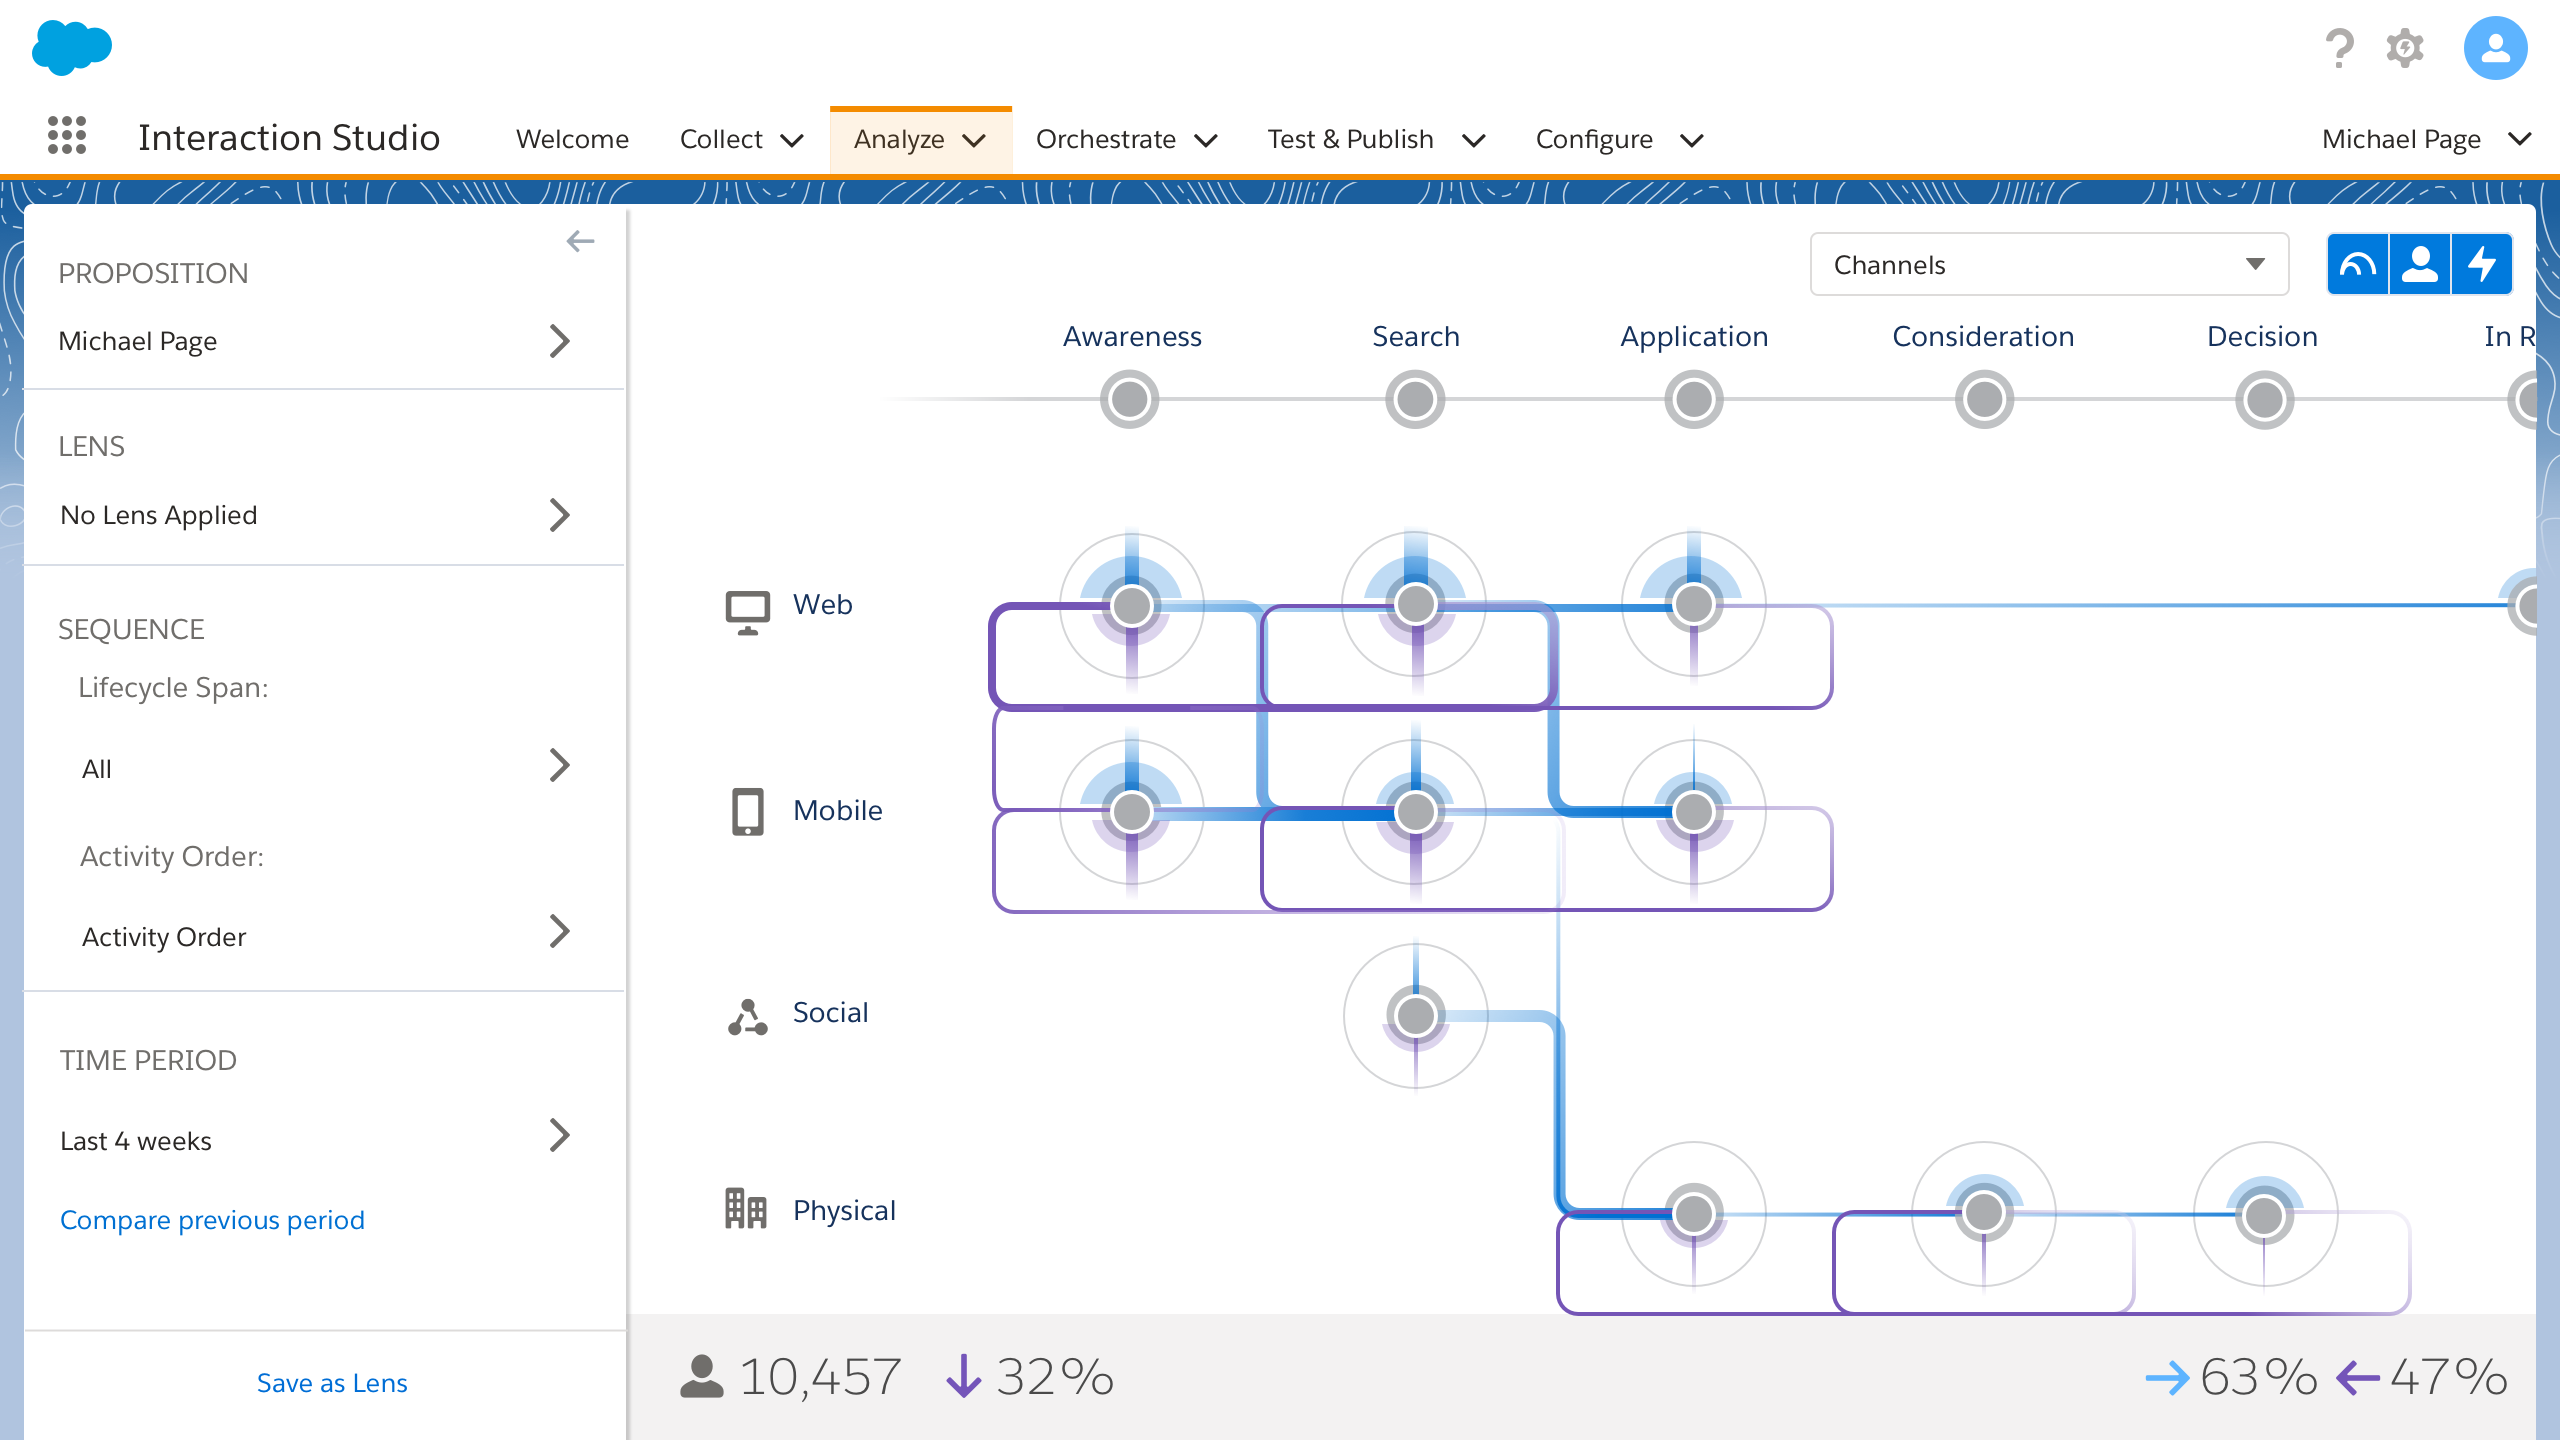 Interaction Studio
Welcome
Collect
Analyze
Orchestrate
Test & Publish
Configure
Michael Page
PROPOSITION
Michael Page
LENS
No Lens Applied
SEQUENCE
Lifecycle Span:
All
Activity Order:
Activity Order
TIME PERIOD
Last 4 weeks
Compare previous period
Save as Lens
Channels
Awareness
Search
Application
Consideration
Decision
In R
Web
Mobile
Social
Physical
10,457
32%
63%
47%